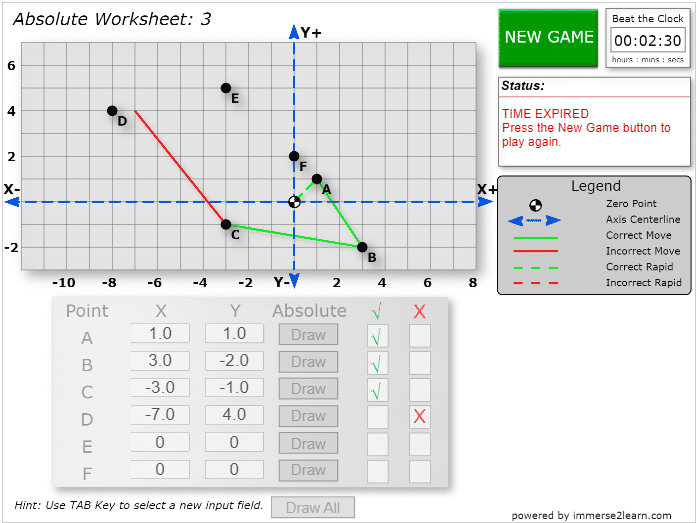 Absolute Worksheet: 3
NEW GAME
Beat the Clock
00:02:30
hours : mins : secs
Status:
TIME EXPIRED
Press the New Game button to
play again.
Legend
Zero Point
Axis Centerline
Correct Move
Incorrect Move
Correct Rapid
Incorrect Rapid
Y+
6
E
4
D
2
F
A
X-
X+
C
-2
B
-10 -8 -6 -4 -2 Y- 2 4 6 8
Point X Y Absolute √ X
A 1.0 1.0 Draw √
B 3.0 -2.0 Draw √
C -3.0 -1.0 Draw √
D -7.0 4.0 Draw X
E 0 0 Draw
F 0 0 Draw
Hint: Use TAB Key to select a new input field. Draw All
powered by immerse2learn.com